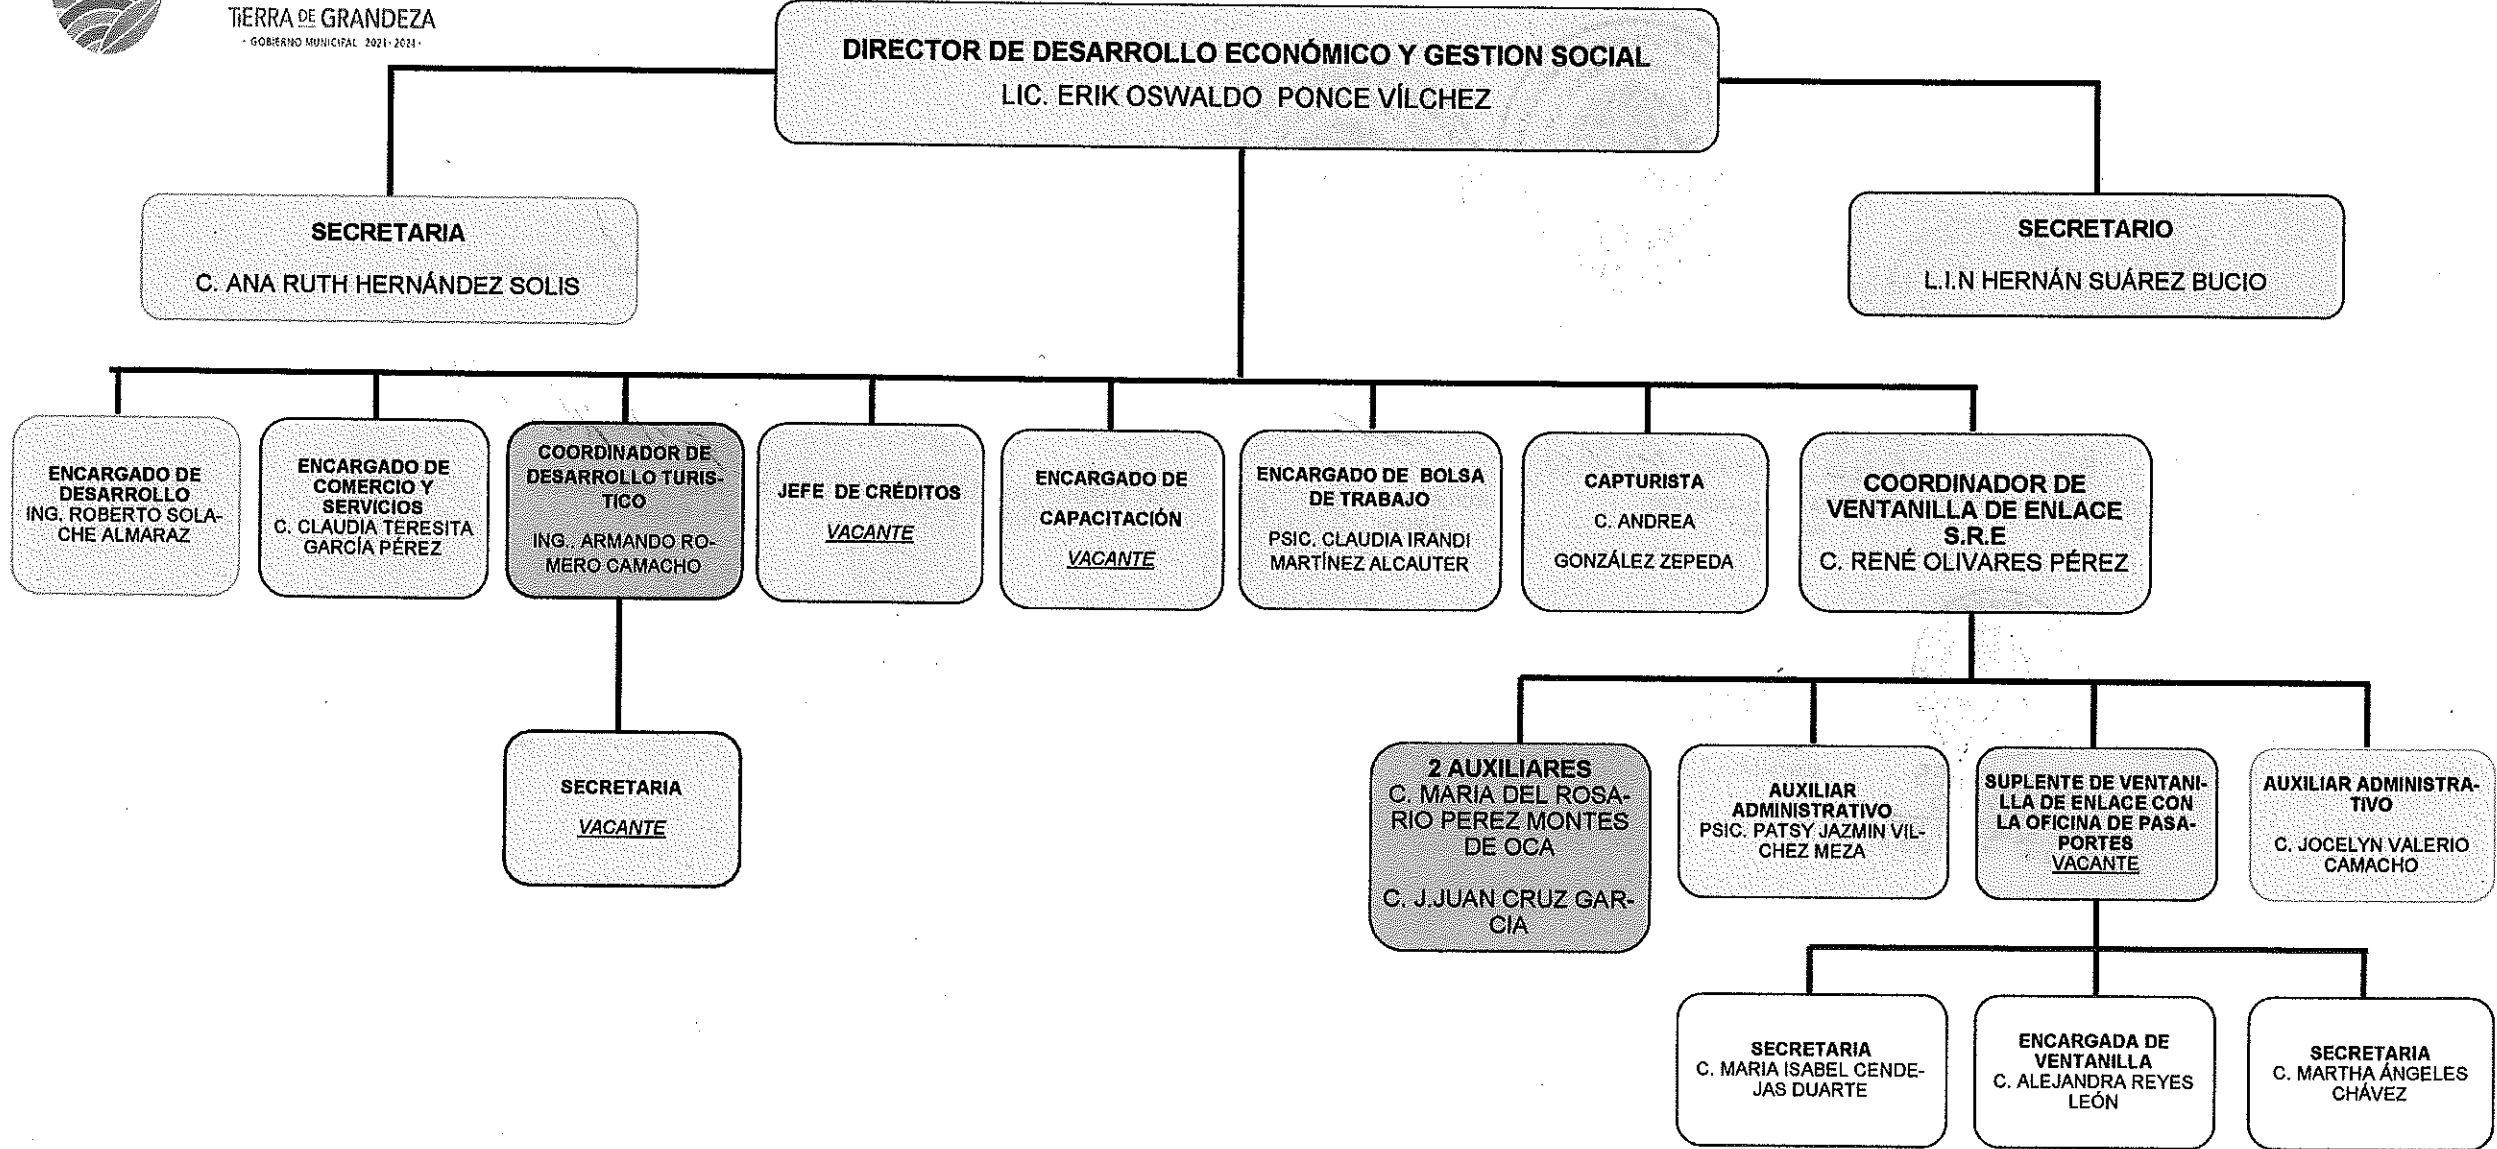 TIERRA DE GRANDEZA
- GOBIERNO MUNICIPAL 2021-2024 -
DIRECTOR DE DESARROLLO ECONÓMICO Y GESTION SOCIAL
LIC. ERIK OSWALDO PONCE VÍLCHEZ
SECRETARIA
C. ANA RUTH HERNÁNDEZ SOLIS
SECRETARIO
L.I.N HERNÁN SUÁREZ BUCIO
ENCARGADO DE
DESARROLLO
ING. ROBERTO SOLA-
CHE ALMARAZ
ENCARGADO DE
COMERCIO Y
SERVICIOS
C. CLAUDIA TERESITA
GARCÍA PÉREZ
COORDINADOR DE
DESARROLLO TURIS-
TICO
ING. ARMANDO RO-
MERO CAMACHO
JEFE DE CRÉDITOS
VACANTE
ENCARGADO DE
CAPACITACIÓN
VACANTE
ENCARGADO DE BOLSA
DE TRABAJO
PSIC. CLAUDIA IRANDI
MARTÍNEZ ALCAUTER
CAPTURISTA
C. ANDREA
GONZÁLEZ ZEPEDA
COORDINADOR DE
VENTANILLA DE ENLACE
S.R.E
C. RENÉ OLIVARES PÉREZ
SECRETARIA
VACANTE
2 AUXILIARES
C. MARIA DEL ROSA-
RIO PEREZ MONTES
DE OCA
C. J.JUAN CRUZ GAR-
CIA
AUXILIAR
ADMINISTRATIVO
PSIC. PATSY JAZMIN VIL-
CHEZ MEZA
SUPLENTE DE VENTANI-
LLA DE ENLACE CON
LA OFICINA DE PASA-
PORTES
VACANTE
AUXILIAR ADMINISTRA-
TIVO
C. JOCELYN VALERIO
CAMACHO
SECRETARIA
C. MARIA ISABEL CENDE-
JAS DUARTE
ENCARGADA DE
VENTANILLA
C. ALEJANDRA REYES
LEÓN
SECRETARIA
C. MARTHA ÁNGELES
CHÁVEZ